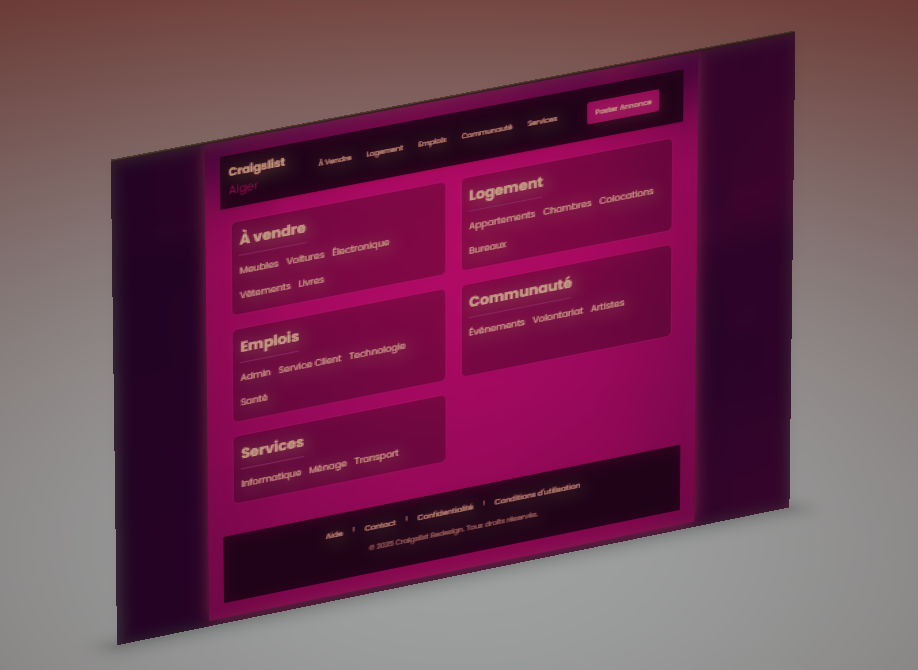 Craigslist
Alger
À Vendre Logement Emplois Communauté Services
Poster Annonce
À vendre
Meubles Voitures Électronique
Vêtements Livres
Logement
Appartements Chambres Colocations
Bureaux
Emplois
Admin Service Client Technologie
Santé
Communauté
Événements Volontariat Artistes
Services
Informatique Ménage Transport
Aide | Contact | Confidentialité | Conditions d'utilisation
© 2025 Craigslist Redesign. Tous droits réservés.